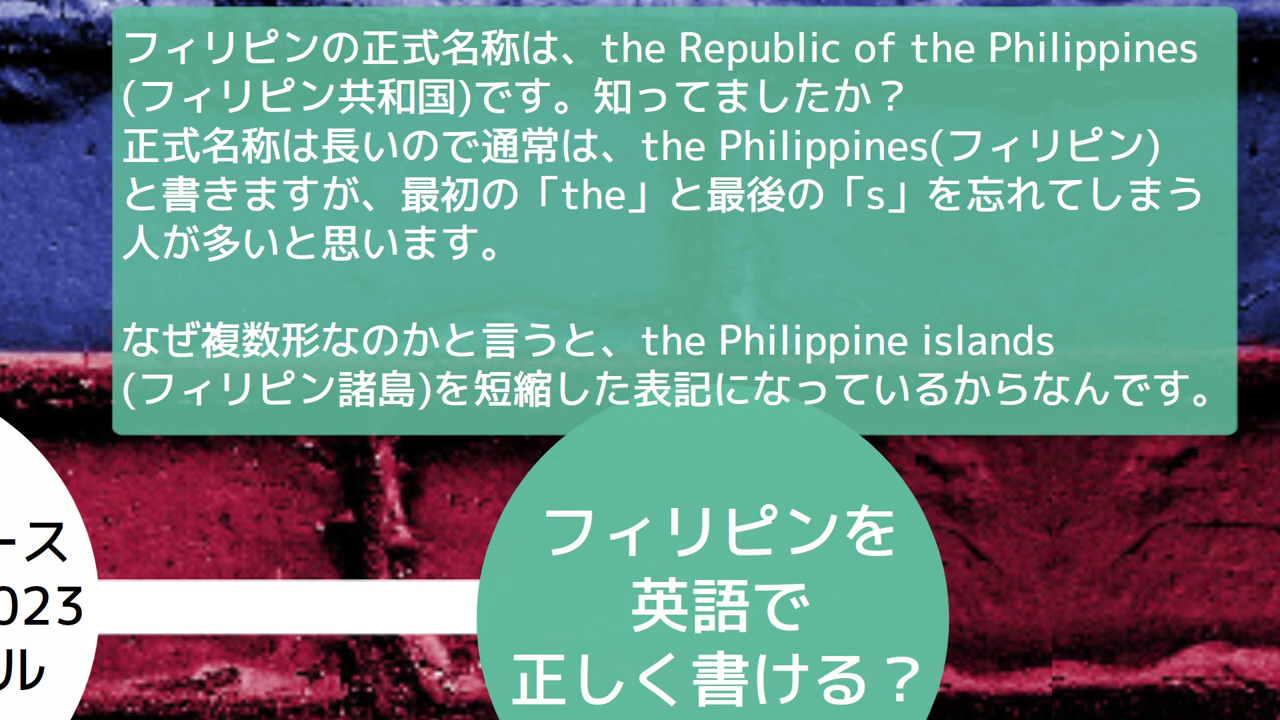 フィリピンの正式名称は、the Republic of the Philippines
(フィリピン共和国)です。知ってましたか？
正式名称は長いので通常は、the Philippines(フィリピン)
と書きますが、最初の「the」と最後の「s」を忘れてしまう
人が多いと思います。
なぜ複数形なのかと言うと、the Philippine islands
(フィリピン諸島)を短縮した表記になっているからなんです。
ース
023
ル
フィリピンを
英語で
正しく書ける？